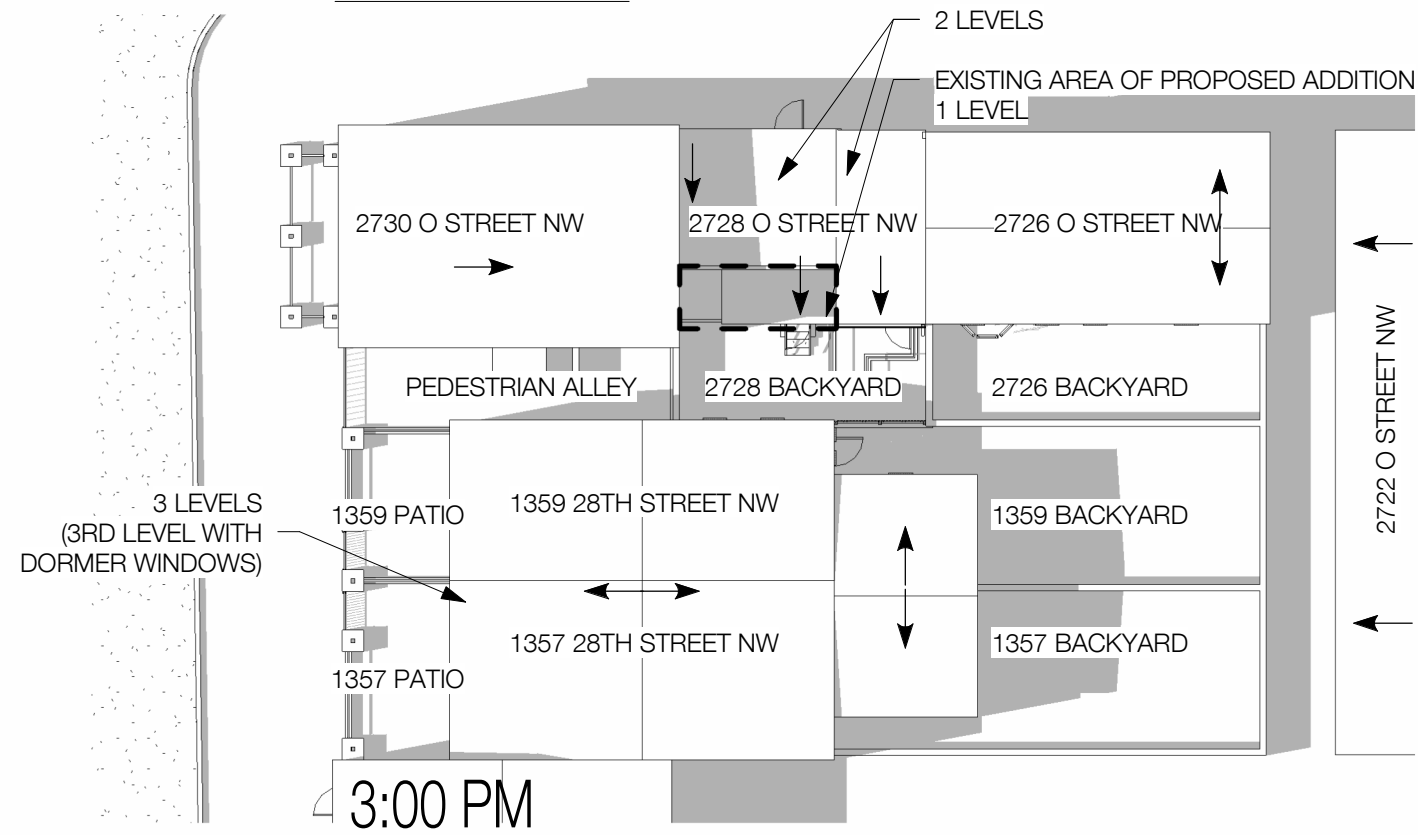 2 LEVELS
EXISTING AREA OF PROPOSED ADDITION
1 LEVEL
2730 O STREET NW
2728 O STREET NW
2726 O STREET NW
PEDESTRIAN ALLEY
2728 BACKYARD
2726 BACKYARD
2722 O STREET NW
3 LEVELS
(3RD LEVEL WITH
DORMER WINDOWS)
1359 PATIO
1359 28TH STREET NW
1359 BACKYARD
1357 28TH STREET NW
1357 BACKYARD
1357 PATIO
3:00 PM